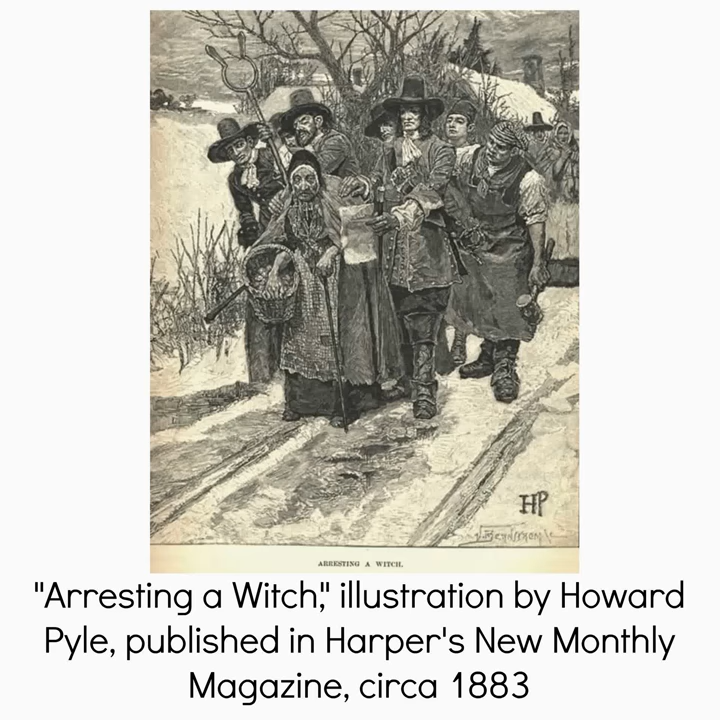 HP
ARRESTING A WITCH.
"Arresting a Witch," illustration by Howard
Pyle, published in Harper's New Monthly
Magazine, circa 1883